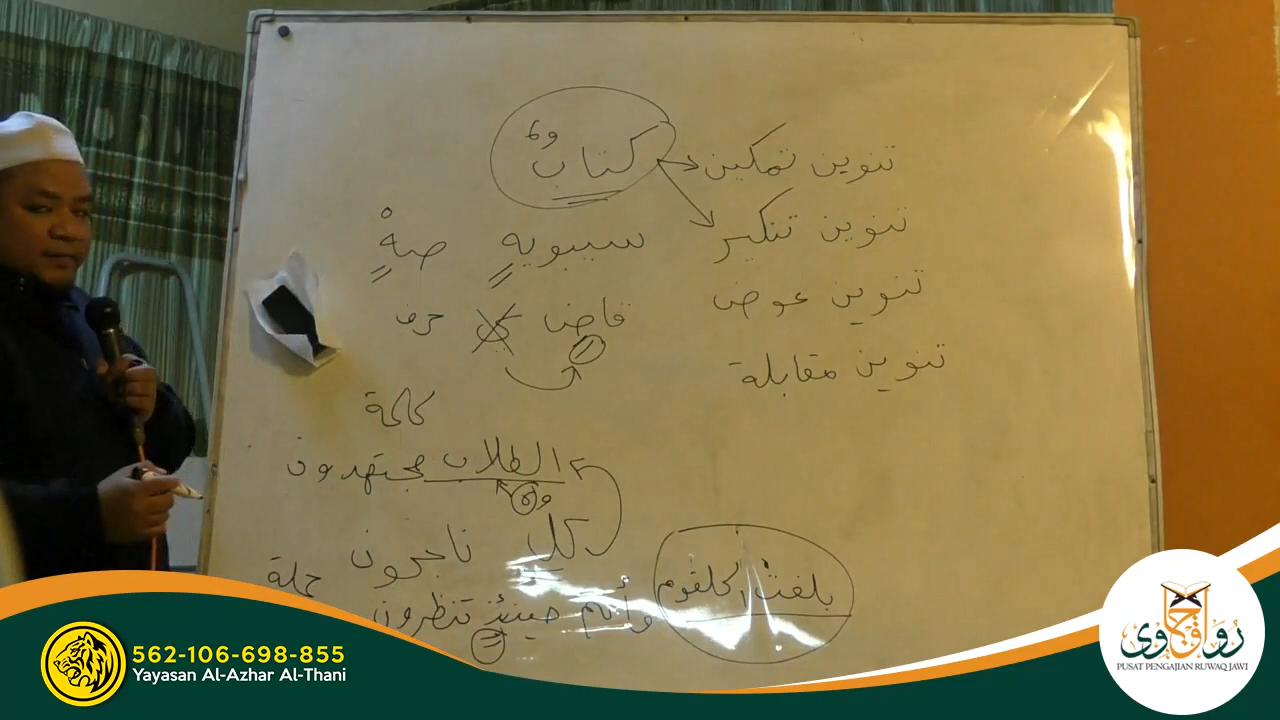 تنوين تمكين كتاب
تنوين تنكير سيبويهٍ صهٍ
تنوين عوض قاضٍ ي حرف
تنوين مقابلة
كلمة
الطلاب مجتهدون
كل ناجحون
بلغت الحلقوم
وأنتم حينئذٍ تنظرون جملة
562-106-698-855
Yayasan Al-Azhar Al-Thani
رواق جاوي
PUSAT PENGAJIAN RUWAQ JAWI